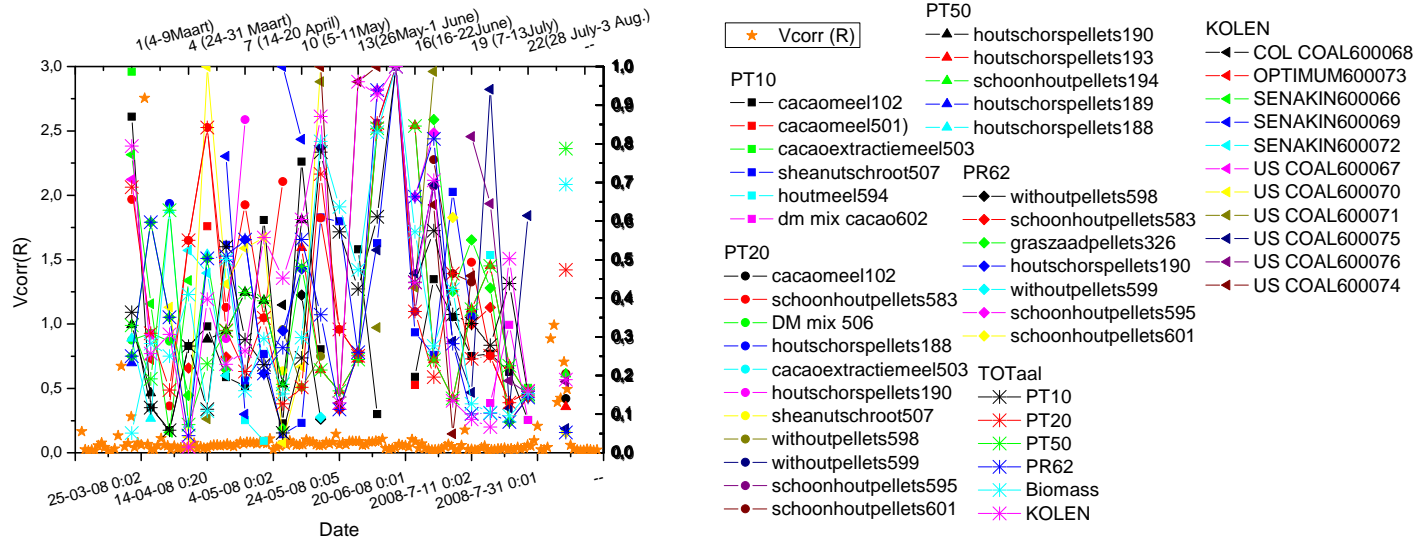 1(4-9Maart)
4 (24-31 Maart)
7 (14-20 April)
10 (5-11May)
13(26May-1 June)
16(16-22June)
19 (7-13July)
22(28 July-3 Aug.)
--
3,0
2,5
2,0
1,5
1,0
0,5
0,0
Vcorr(R)
1,0
0,9
0,8
0,7
0,6
0,5
0,4
0,3
0,2
0,1
0,0
25-03-08 0:02
14-04-08 0:20
4-05-08 0:02
24-05-08 0:05
20-06-08 0:01
2008-7-11 0:02
2008-7-31 0:01
--
Date
Vcorr (R)
PT10
cacaomeel102
cacaomeel501)
cacaoextractiemeel503
sheanutschroot507
houtmeel594
dm mix cacao602
PT20
cacaomeel102
schoonhoutpellets583
DM mix 506
houtschorspellets188
cacaoextractiemeel503
houtschorspellets190
sheanutschroot507
withoutpellets598
withoutpellets599
schoonhoutpellets595
schoonhoutpellets601
PT50
houtschorspellets190
houtschorspellets193
schoonhoutpellets194
houtschorspellets189
houtschorspellets188
PR62
withoutpellets598
schoonhoutpellets583
graszaadpellets326
houtschorspellets190
withoutpellets599
schoonhoutpellets595
schoonhoutpellets601
TOTaal
PT10
PT20
PT50
PR62
Biomass
KOLEN
KOLEN
COL COAL600068
OPTIMUM600073
SENAKIN600066
SENAKIN600069
SENAKIN600072
US COAL600067
US COAL600070
US COAL600071
US COAL600075
US COAL600076
US COAL600074